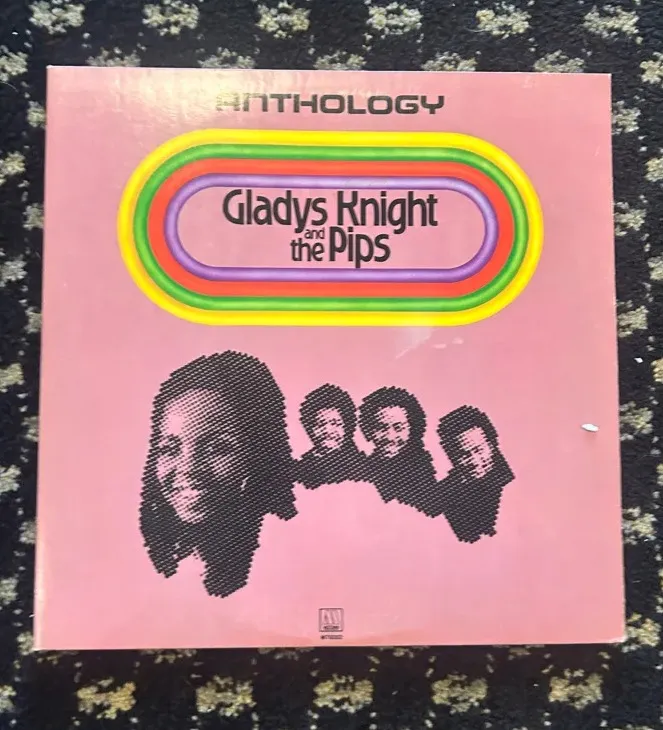 ANTHOLOGY
Gladys Knight
and
the Pips